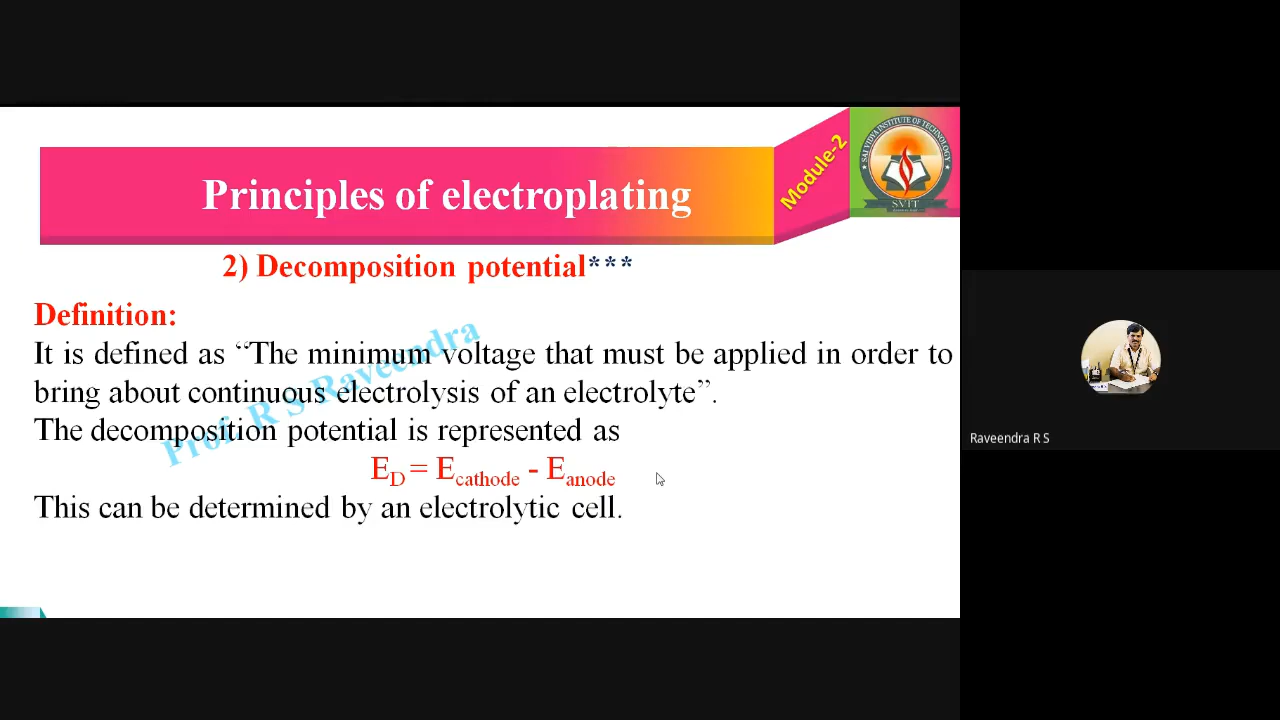 Principles of electroplating
Module-2
SAI VIDYA INSTITUTE OF TECHNOLOGY
SVIT
2) Decomposition potential***
Definition:
It is defined as “The minimum voltage that must be applied in order to
bring about continuous electrolysis of an electrolyte”.
The decomposition potential is represented as
E_D = E_cathode - E_anode
This can be determined by an electrolytic cell.
Prof. R S Raveendra
Raveendra R S